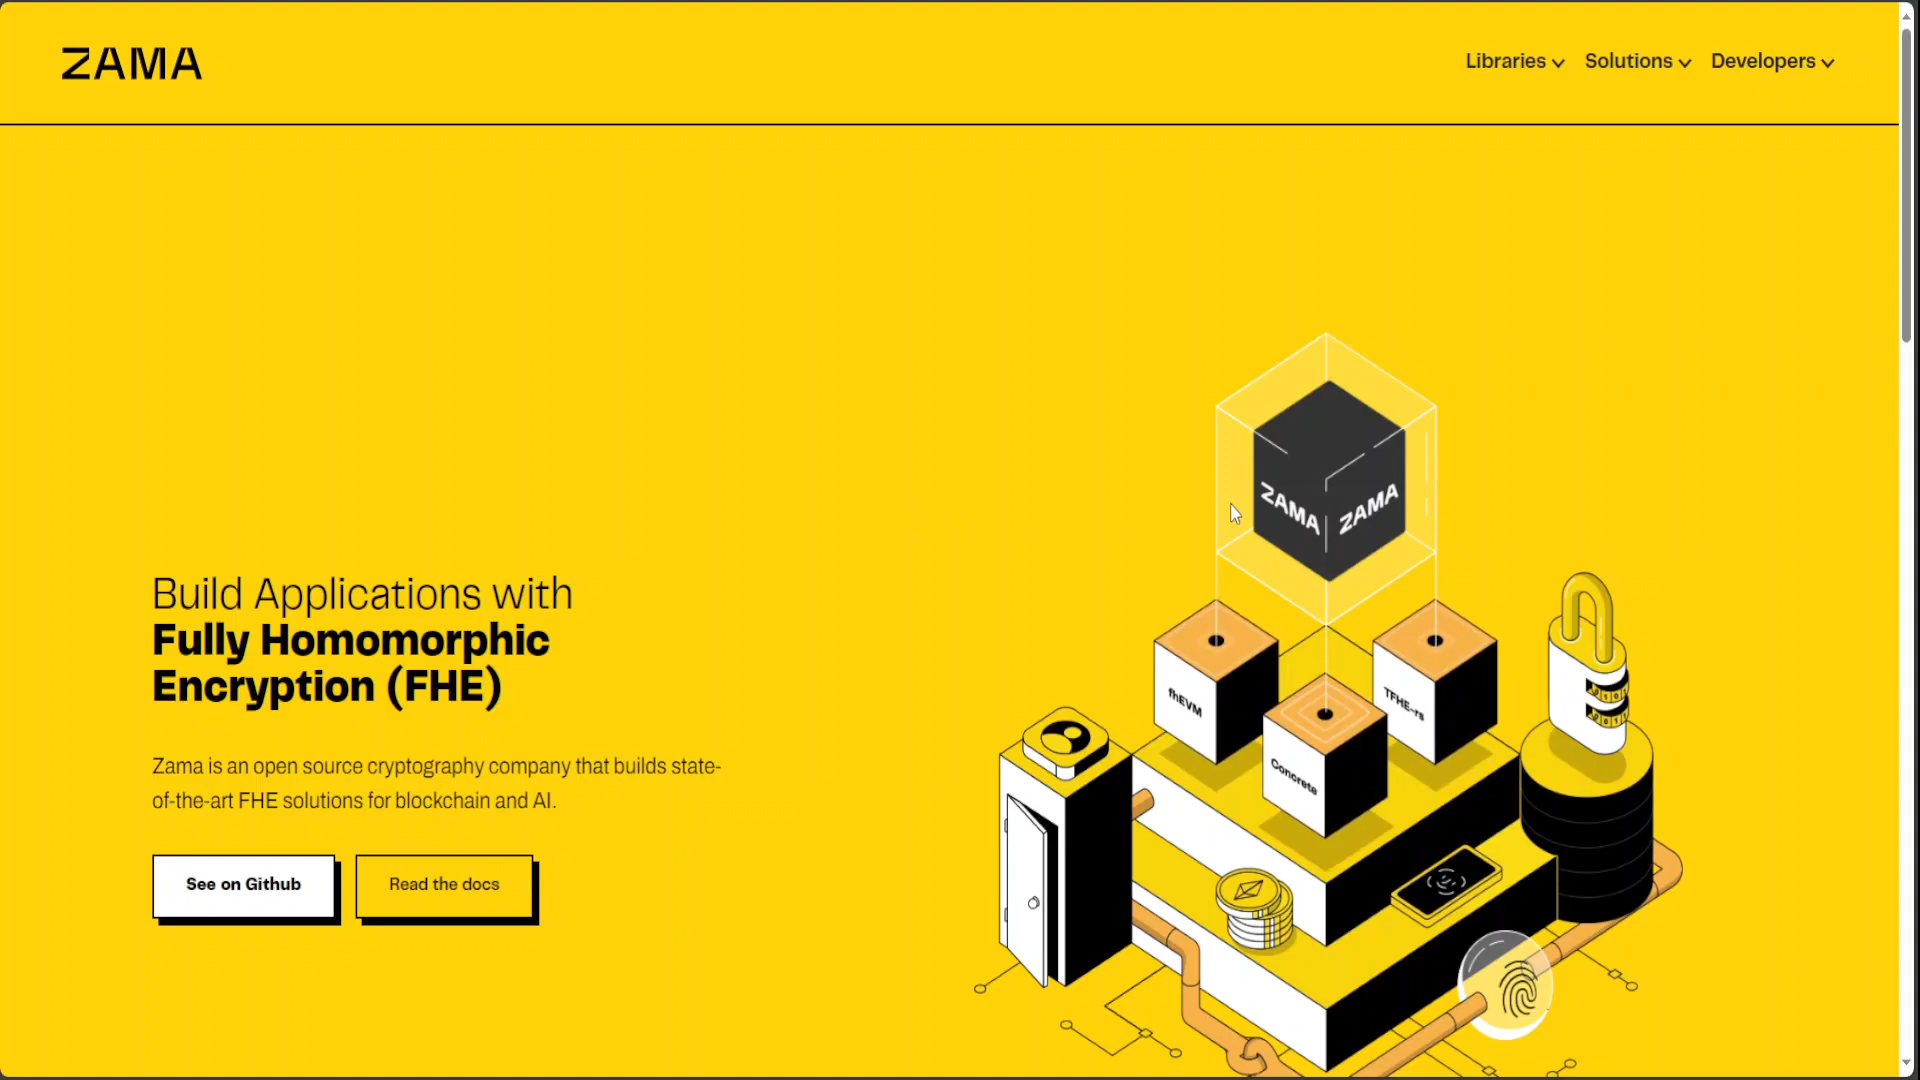 ZAMA
Libraries
Solutions
Developers
Build Applications with
Fully Homomorphic
Encryption (FHE)
Zama is an open source cryptography company that builds state-
of-the-art FHE solutions for blockchain and AI.
See on Github
Read the docs
ZAMA
ZAMA
fhEVM
TFHE-rs
Concrete